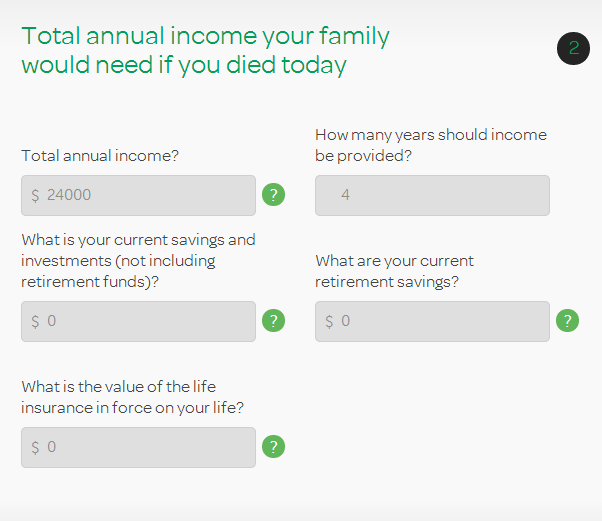 Total annual income your family
would need if you died today
2
Total annual income?
$ 24000
?
How many years should income
be provided?
4
What is your current savings and
investments (not including
retirement funds)?
$ 0
?
What are your current
retirement savings?
$ 0
?
What is the value of the life
insurance in force on your life?
$ 0
?